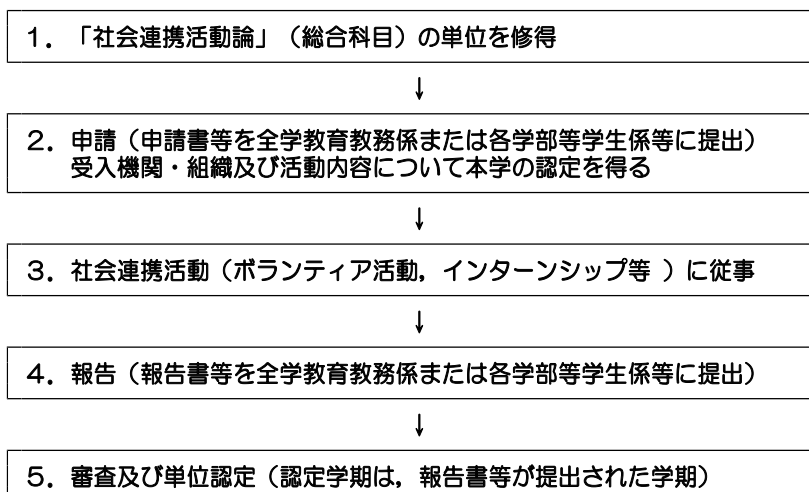 １．「社会連携活動論」（総合科目）の単位を修得
↓
２．申請（申請書等を全学教育教務係または各学部等学生係等に提出）
受入機関・組織及び活動内容について本学の認定を得る
↓
３．社会連携活動（ボランティア活動，インターンシップ等 ）に従事
↓
４．報告（報告書等を全学教育教務係または各学部等学生係等に提出）
↓
５．審査及び単位認定（認定学期は，報告書等が提出された学期）